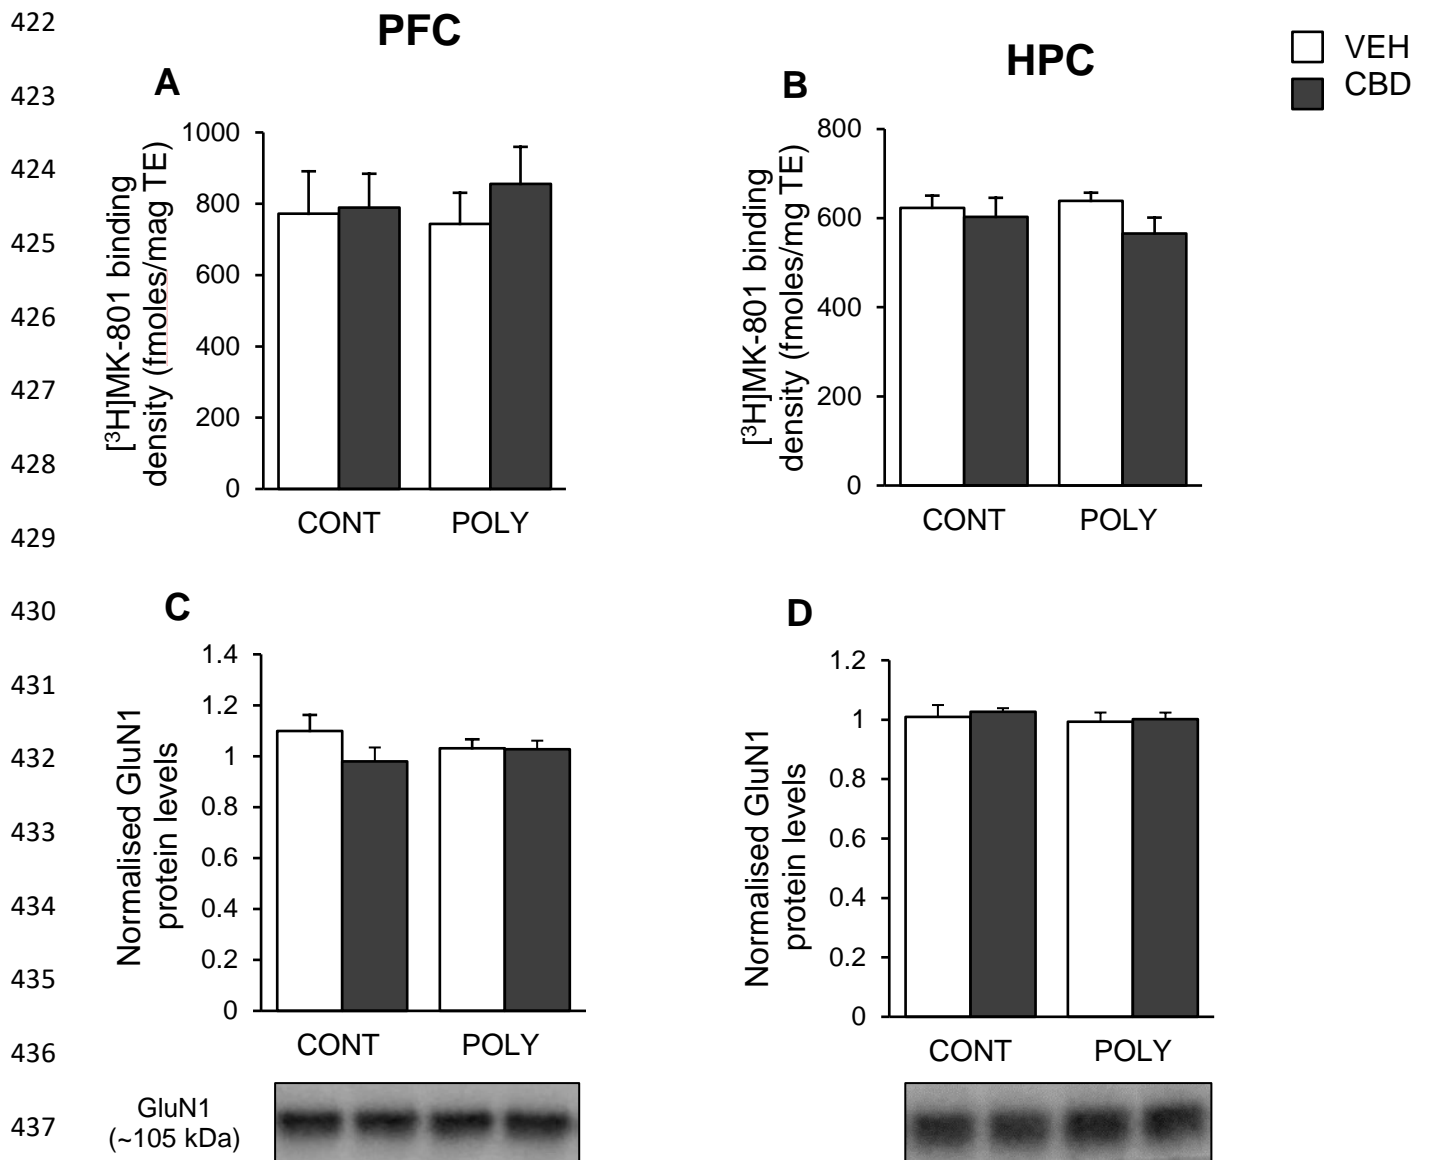 422
PFC
HPC
VEH
CBD
423
A
B
424
1000
800
600
400
200
0
[³H]MK-801 binding
density (fmoles/mag TE)
CONT
POLY
800
600
400
200
0
[³H]MK-801 binding
density (fmoles/mg TE)
CONT
POLY
425
426
427
428
429
430
C
D
431
1.4
1.2
1
0.8
0.6
0.4
0.2
0
Normalised GluN1
protein levels
CONT
POLY
1.2
1
0.8
0.6
0.4
0.2
0
Normalised GluN1
protein levels
CONT
POLY
432
433
434
435
436
437
GluN1
(~105 kDa)